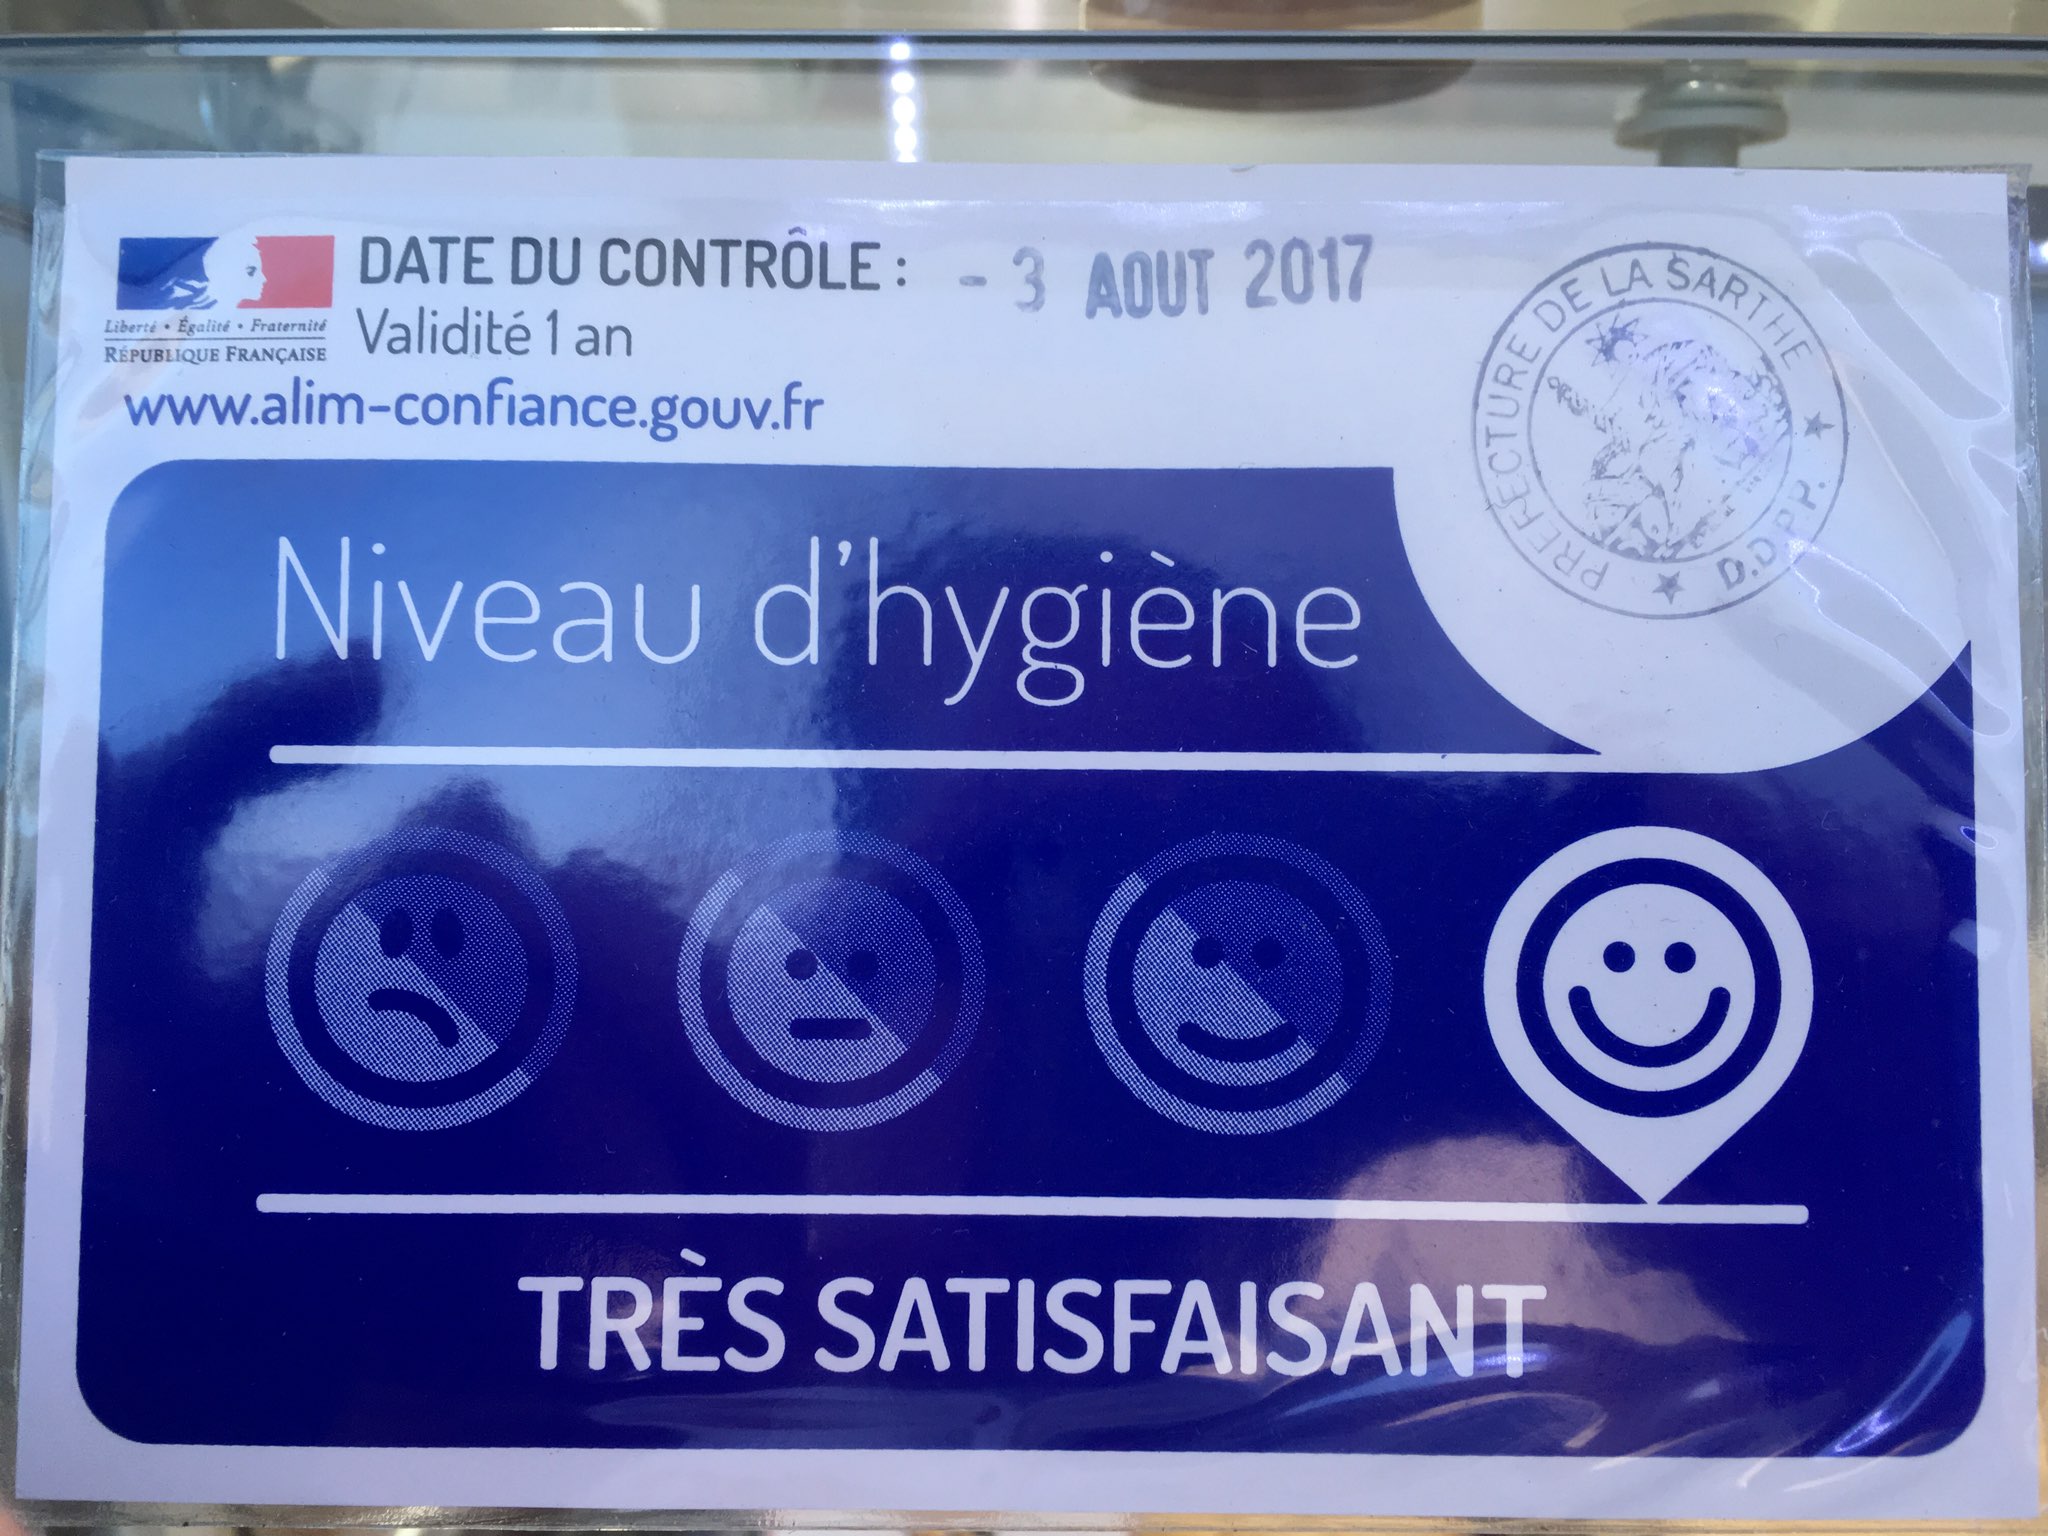 DATE DU CONTRÔLE : - 3 AOUT 2017
Validité 1 an
Liberté • Égalité • Fraternité
RÉPUBLIQUE FRANÇAISE
www.alim-confiance.gouv.fr
PREFECTURE DE LA SARTHE
D.D.P.P.
Niveau d'hygiène
TRÈS SATISFAISANT